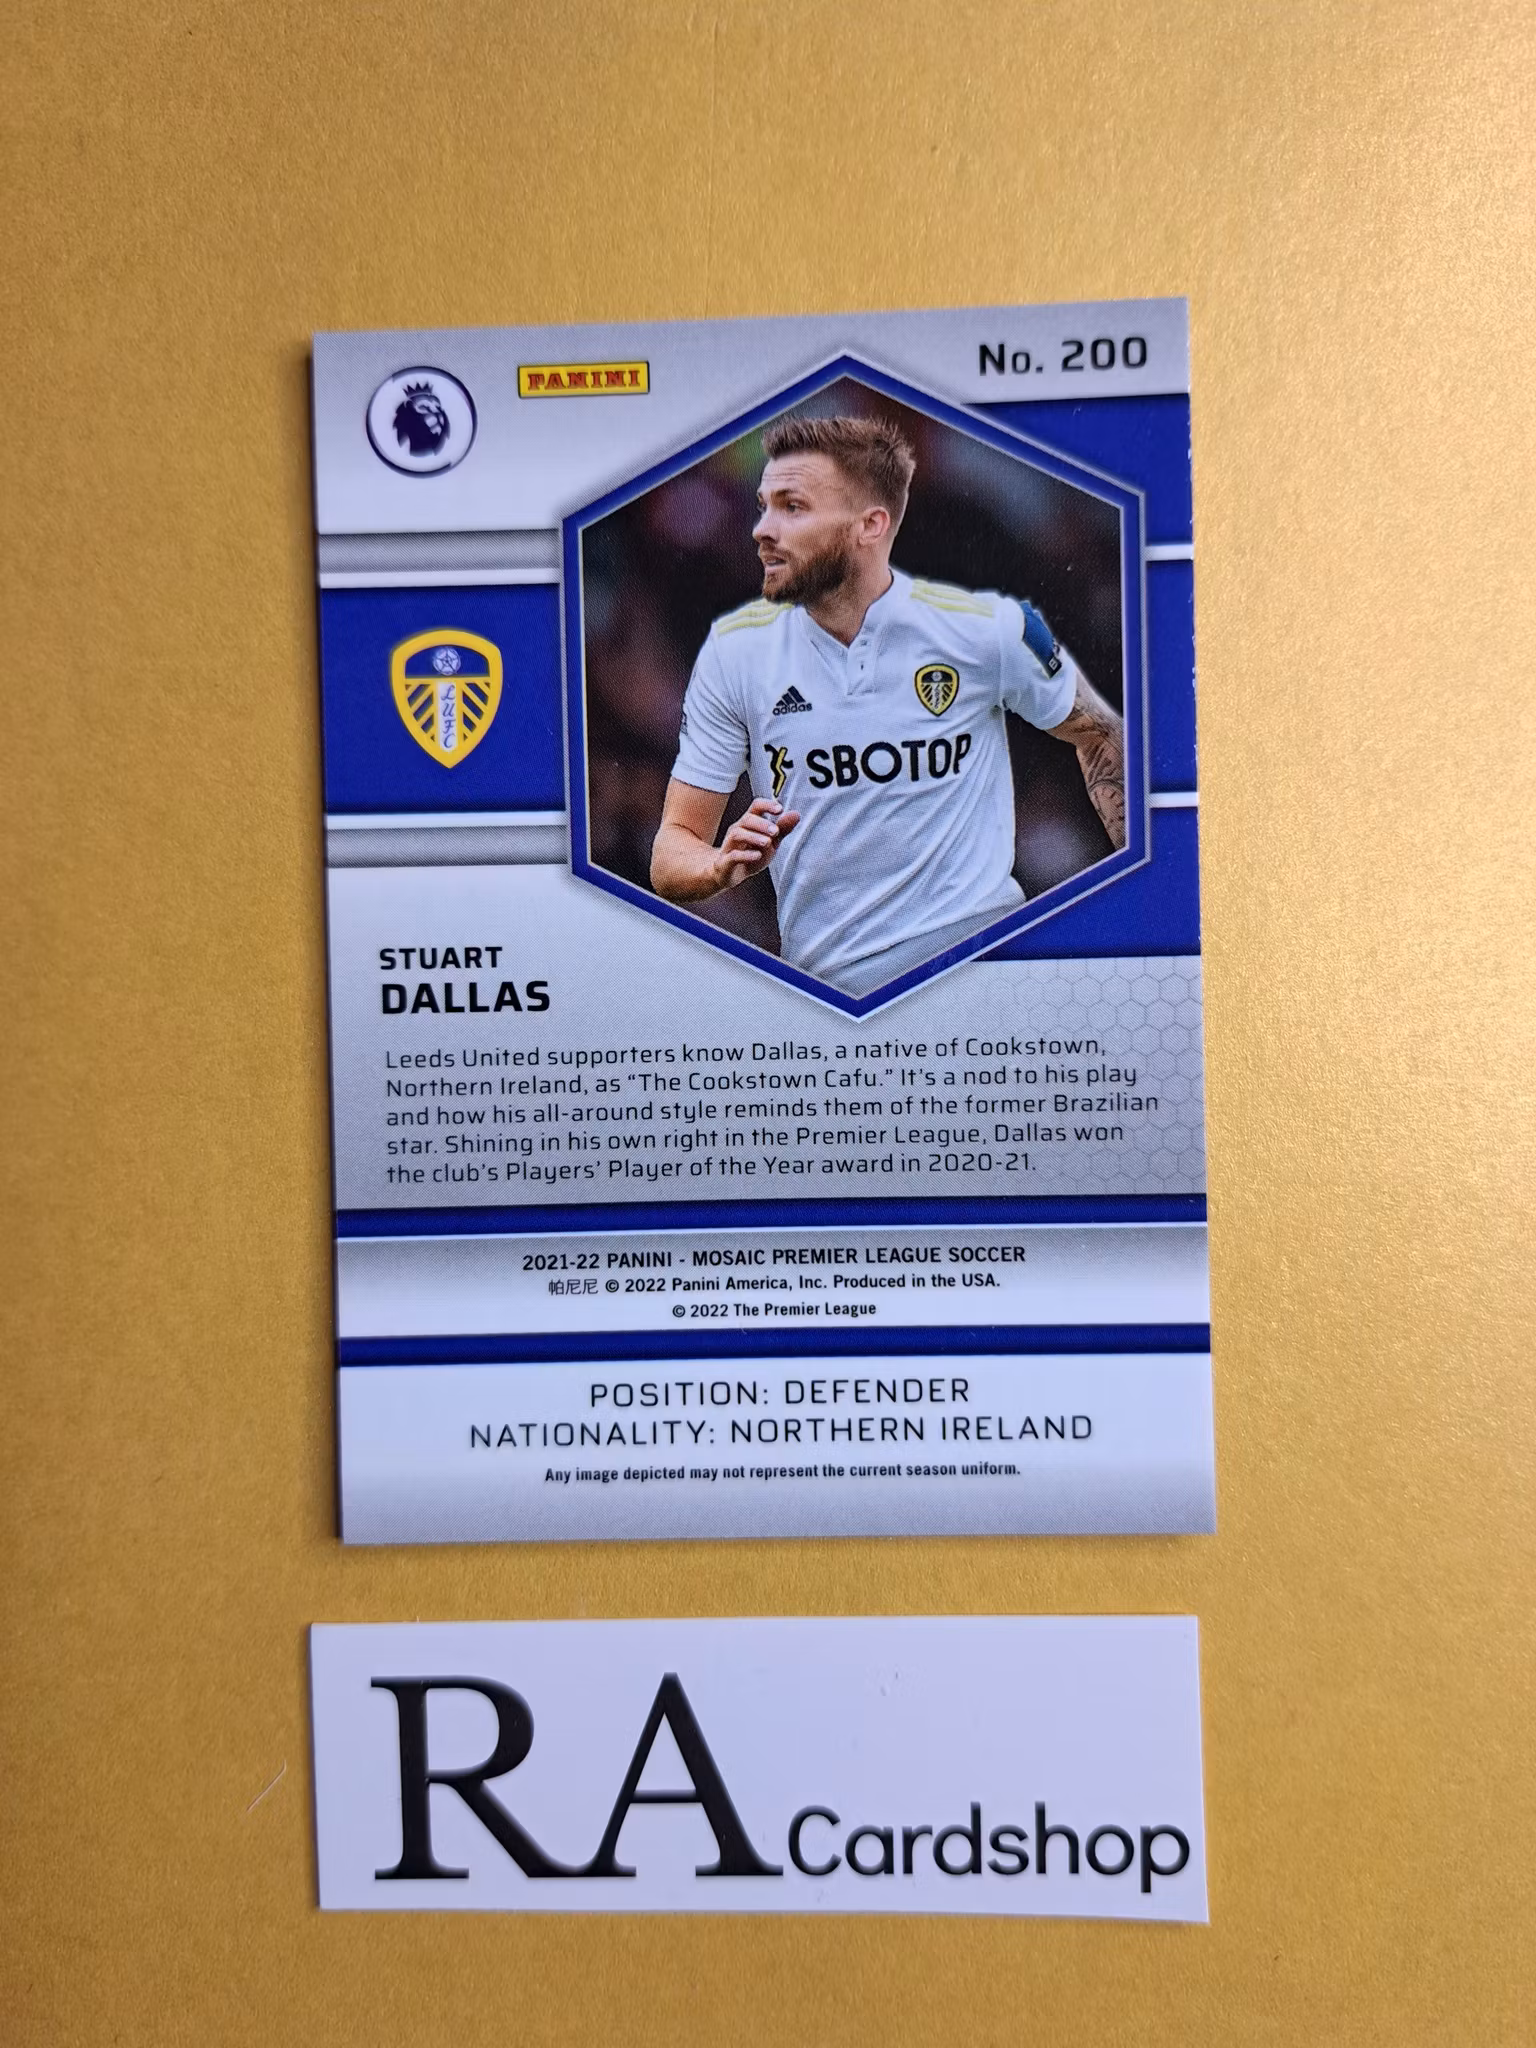 PANINI
No. 200
LUFC
adidas
SBOTOP
STUART
DALLAS
Leeds United supporters know Dallas, a native of Cookstown,
Northern Ireland, as “The Cookstown Cafu.” It’s a nod to his play
and how his all-around style reminds them of the former Brazilian
star. Shining in his own right in the Premier League, Dallas won
the club’s Players’ Player of the Year award in 2020-21.
2021-22 PANINI - MOSAIC PREMIER LEAGUE SOCCER
帕尼尼 © 2022 Panini America, Inc. Produced in the USA.
© 2022 The Premier League
POSITION: DEFENDER
NATIONALITY: NORTHERN IRELAND
Any image depicted may not represent the current season uniform.
RA Cardshop